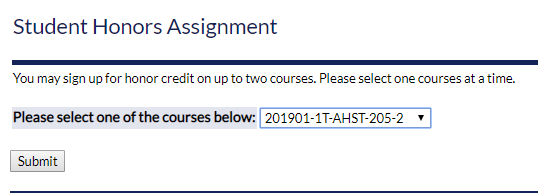 Student Honors Assignment
You may sign up for honor credit on up to two courses. Please select one courses at a time.
Please select one of the courses below: 201901-1T-AHST-205-2
Submit